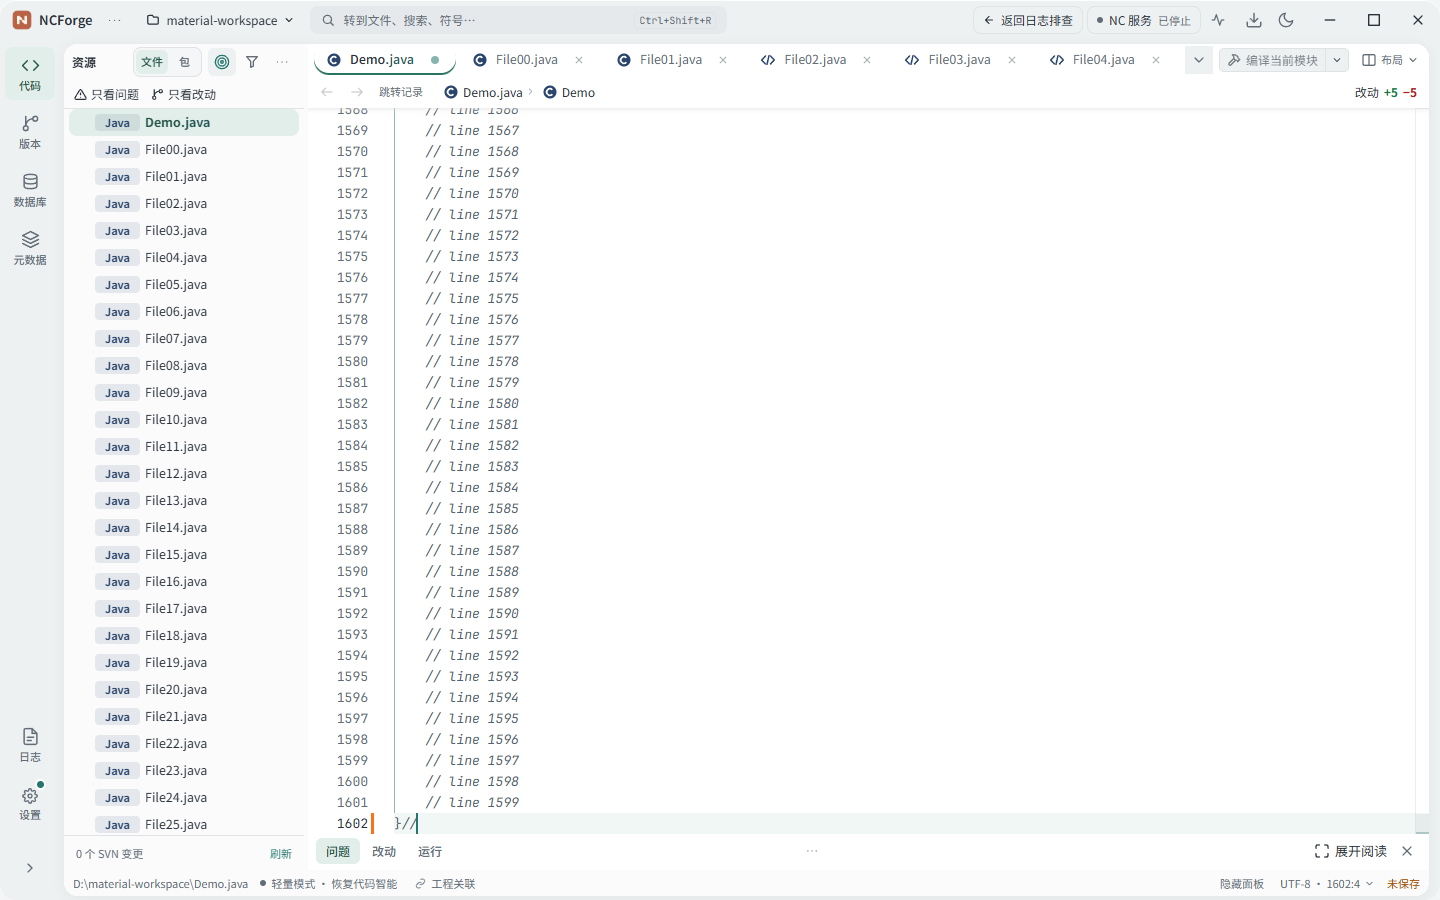 NCForge ··· material-workspace 转到文件、搜索、符号··· Ctrl+Shift+R 返回日志排查 NC 服务 已停止
代码
版本
数据库
元数据
日志
设置
资源 文件 包 ···
只看问题 只看改动
Java Demo.java
Java File00.java
Java File01.java
Java File02.java
Java File03.java
Java File04.java
Java File05.java
Java File06.java
Java File07.java
Java File08.java
Java File09.java
Java File10.java
Java File11.java
Java File12.java
Java File13.java
Java File14.java
Java File15.java
Java File16.java
Java File17.java
Java File18.java
Java File19.java
Java File20.java
Java File21.java
Java File22.java
Java File23.java
Java File24.java
Java File25.java
0 个 SVN 变更 刷新
Demo.java File00.java File01.java File02.java File03.java File04.java 编译当前模块 布局
跳转记录 Demo.java Demo 改动 +5 −5
1568 // line 1566
1569 // line 1567
1570 // line 1568
1571 // line 1569
1572 // line 1570
1573 // line 1571
1574 // line 1572
1575 // line 1573
1576 // line 1574
1577 // line 1575
1578 // line 1576
1579 // line 1577
1580 // line 1578
1581 // line 1579
1582 // line 1580
1583 // line 1581
1584 // line 1582
1585 // line 1583
1586 // line 1584
1587 // line 1585
1588 // line 1586
1589 // line 1587
1590 // line 1588
1591 // line 1589
1592 // line 1590
1593 // line 1591
1594 // line 1592
1595 // line 1593
1596 // line 1594
1597 // line 1595
1598 // line 1596
1599 // line 1597
1600 // line 1598
1601 // line 1599
1602 }//
问题 改动 运行 ··· 展开阅读
D:\material-workspace\Demo.java 轻量模式 · 恢复代码智能 工程关联 隐藏面板 UTF-8 · 1602:4 未保存